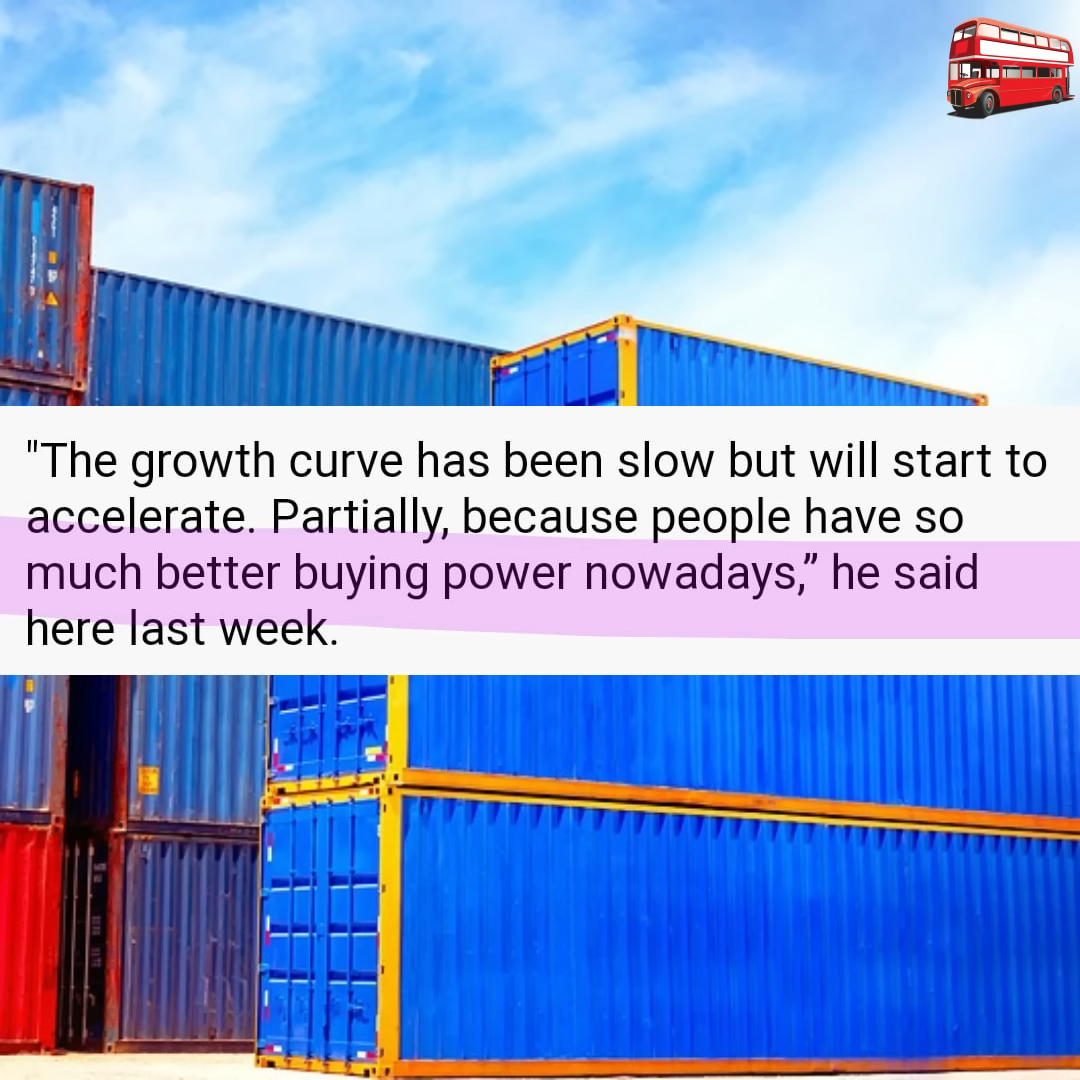 "The growth curve has been slow but will start to
accelerate. Partially, because people have so
much better buying power nowadays,” he said
here last week.